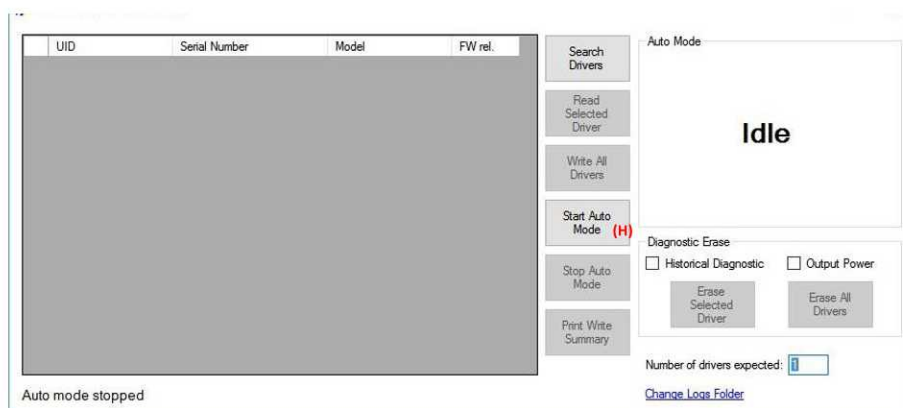 UID Serial Number Model FW rel.
Search
Drivers
Read
Selected
Driver
Write All
Drivers
Start Auto
Mode (H)
Stop Auto
Mode
Print Write
Summary
Auto Mode
Idle
Diagnostic Erase
Historical Diagnostic Output Power
Erase
Selected
Driver
Erase All
Drivers
Number of drivers expected: 1
Auto mode stopped
Change Logs Folder